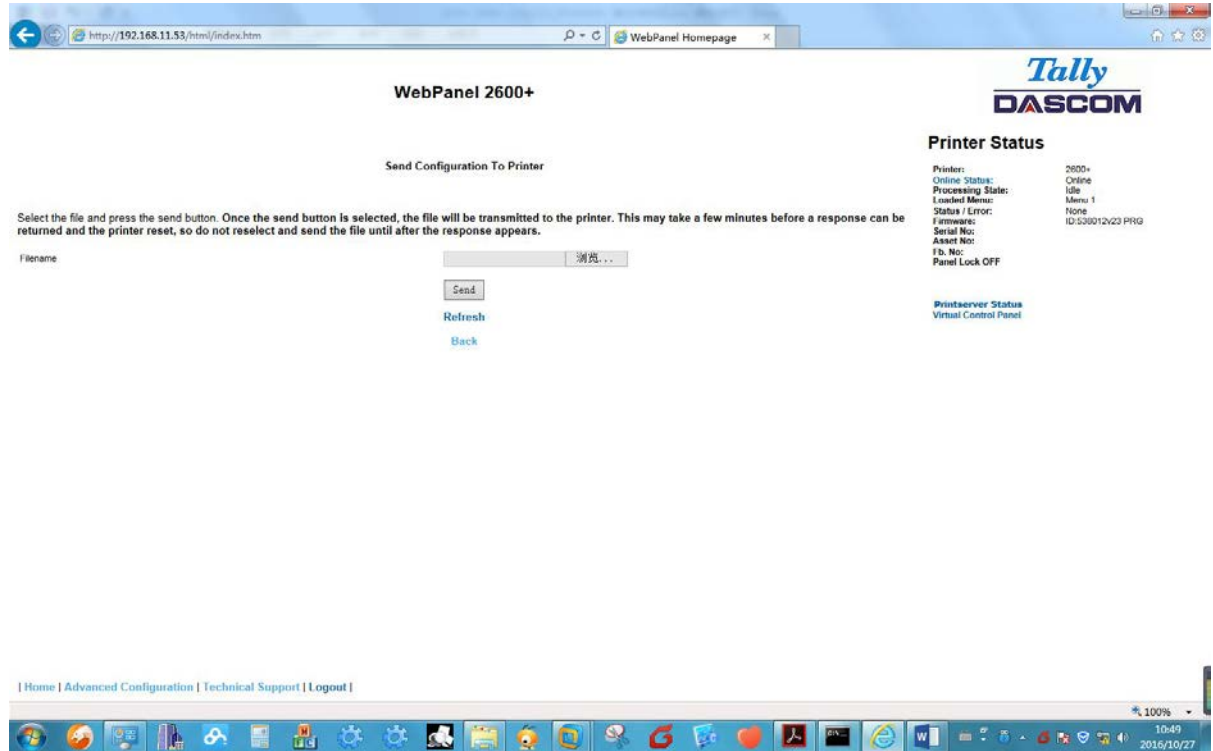 http://192.168.11.53/html/index.htm
WebPanel Homepage
Tally
DASCOM
WebPanel 2600+
Printer Status
Send Configuration To Printer
Printer: 2600+
Online Status: Online
Processing State: Idle
Loaded Menu: Menu 1
Status / Error: None
Firmware: ID:538012v23 PRG
Serial No:
Asset No:
Fb. No:
Panel Lock OFF
Select the file and press the send button. Once the send button is selected, the file will be transmitted to the printer. This may take a few minutes before a response can be
returned and the printer reset, so do not reselect and send the file until after the response appears.
Filename 浏览...
Send
Refresh
Back
Printserver Status
Virtual Control Panel
| Home | Advanced Configuration | Technical Support | Logout |
100%
10:49
2016/10/27